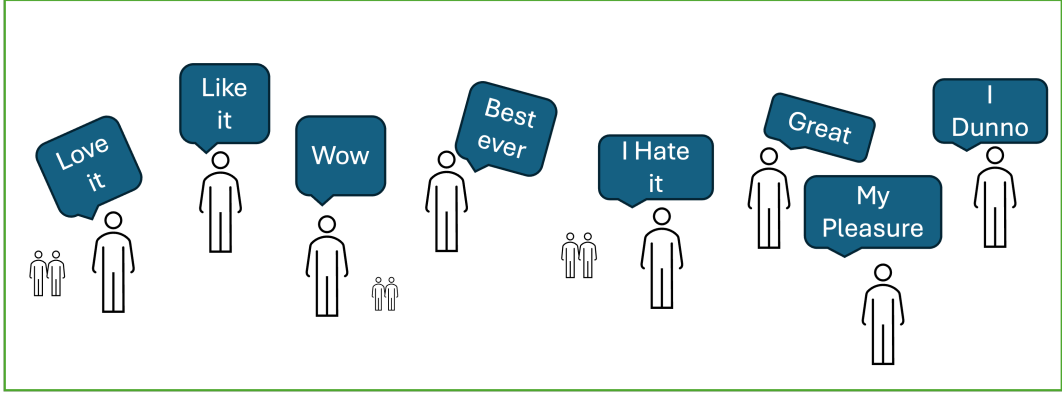 Love
it
Like
it
Wow
Best
ever
I Hate
it
Great
My
Pleasure
I
Dunno